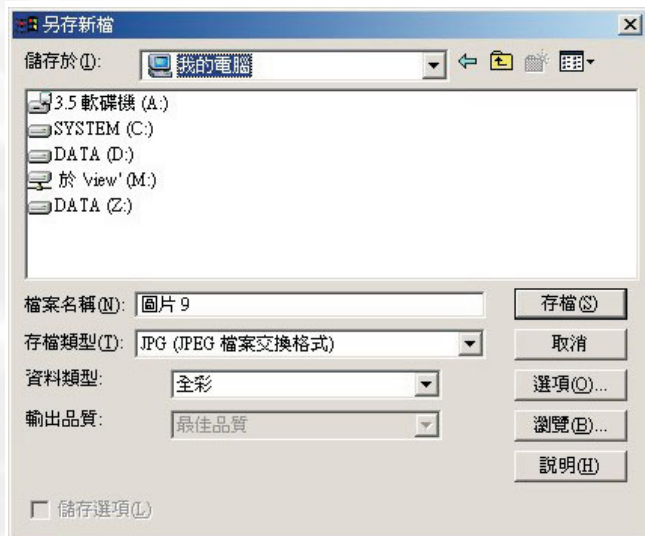 另存新檔
儲存於(I): 我的電腦
3.5 軟碟機 (A:)
SYSTEM (C:)
DATA (D:)
於 'view' (M:)
DATA (Z:)
檔案名稱(N): 圖片 9 存檔(S)
存檔類型(T): JPG (JPEG 檔案交換格式) 取消
資料類型: 全彩 選項(O)...
輸出品質: 最佳品質 瀏覽(B)...
說明(H)
儲存選項(L)